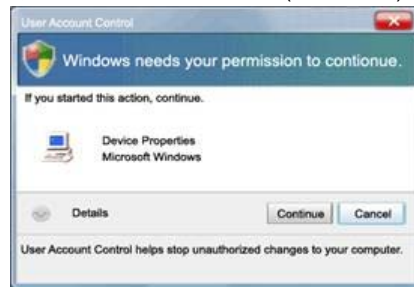 User Account Control
Windows needs your permission to contionue.
If you started this action, continue.
Device Properties
Microsoft Windows
Details
Continue
Cancel
User Account Control helps stop unauthorized changes to your computer.